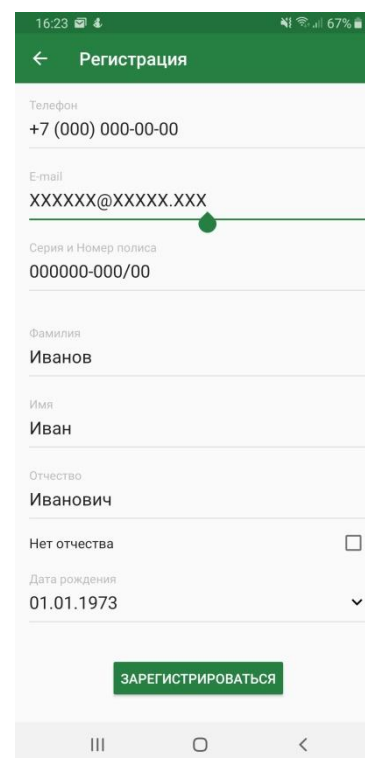 16:23 67%
Регистрация
Телефон
+7 (000) 000-00-00
E-mail
XXXXXX@XXXXX.XXX
Серия и Номер полиса
000000-000/00
Фамилия
Иванов
Имя
Иван
Отчество
Иванович
Нет отчества
Дата рождения
01.01.1973
ЗАРЕГИСТРИРОВАТЬСЯ